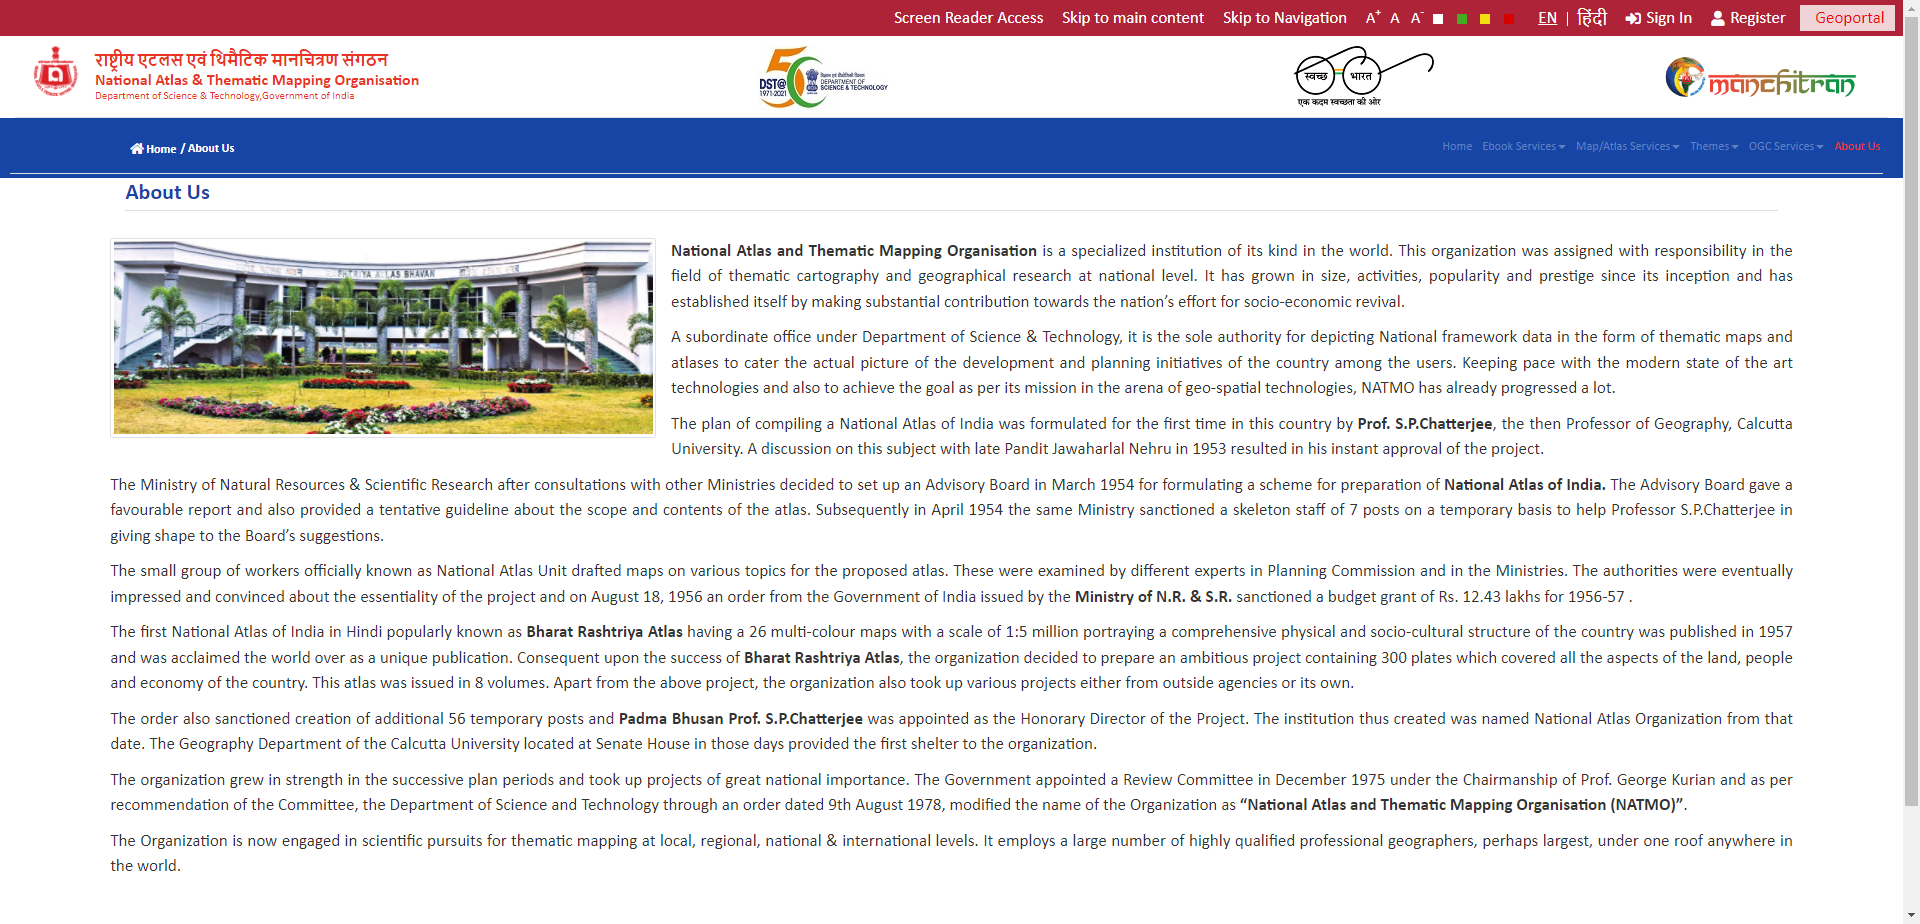 Screen Reader Access Skip to main content Skip to Navigation A+ A A- EN | हिंदी Sign In Register Geoportal
राष्ट्रीय एटलस एवं थिमैटिक मानचित्रण संगठन
National Atlas & Thematic Mapping Organisation
Department of Science & Technology,Government of India
50
DST@
1971-2021
विज्ञान एवं प्रौद्योगिकी विभाग
DEPARTMENT OF
SCIENCE & TECHNOLOGY
स्वच्छ भारत
एक कदम स्वच्छता की ओर
manchitran
Home / About Us
Home Ebook Services Map/Atlas Services Themes OGC Services About Us
About Us
RASHTRIYA ATLAS BHAVAN
National Atlas and Thematic Mapping Organisation is a specialized institution of its kind in the world. This organization was assigned with responsibility in the
field of thematic cartography and geographical research at national level. It has grown in size, activities, popularity and prestige since its inception and has
established itself by making substantial contribution towards the nation’s effort for socio-economic revival.
A subordinate office under Department of Science & Technology, it is the sole authority for depicting National framework data in the form of thematic maps and
atlases to cater the actual picture of the development and planning initiatives of the country among the users. Keeping pace with the modern state of the art
technologies and also to achieve the goal as per its mission in the arena of geo-spatial technologies, NATMO has already progressed a lot.
The plan of compiling a National Atlas of India was formulated for the first time in this country by Prof. S.P.Chatterjee, the then Professor of Geography, Calcutta
University. A discussion on this subject with late Pandit Jawaharlal Nehru in 1953 resulted in his instant approval of the project.
The Ministry of Natural Resources & Scientific Research after consultations with other Ministries decided to set up an Advisory Board in March 1954 for formulating a scheme for preparation of National Atlas of India. The Advisory Board gave a
favourable report and also provided a tentative guideline about the scope and contents of the atlas. Subsequently in April 1954 the same Ministry sanctioned a skeleton staff of 7 posts on a temporary basis to help Professor S.P.Chatterjee in
giving shape to the Board’s suggestions.
The small group of workers officially known as National Atlas Unit drafted maps on various topics for the proposed atlas. These were examined by different experts in Planning Commission and in the Ministries. The authorities were eventually
impressed and convinced about the essentiality of the project and on August 18, 1956 an order from the Government of India issued by the Ministry of N.R. & S.R. sanctioned a budget grant of Rs. 12.43 lakhs for 1956-57 .
The first National Atlas of India in Hindi popularly known as Bharat Rashtriya Atlas having a 26 multi-colour maps with a scale of 1:5 million portraying a comprehensive physical and socio-cultural structure of the country was published in 1957
and was acclaimed the world over as a unique publication. Consequent upon the success of Bharat Rashtriya Atlas, the organization decided to prepare an ambitious project containing 300 plates which covered all the aspects of the land, people
and economy of the country. This atlas was issued in 8 volumes. Apart from the above project, the organization also took up various projects either from outside agencies or its own.
The order also sanctioned creation of additional 56 temporary posts and Padma Bhusan Prof. S.P.Chatterjee was appointed as the Honorary Director of the Project. The institution thus created was named National Atlas Organization from that
date. The Geography Department of the Calcutta University located at Senate House in those days provided the first shelter to the organization.
The organization grew in strength in the successive plan periods and took up projects of great national importance. The Government appointed a Review Committee in December 1975 under the Chairmanship of Prof. George Kurian and as per
recommendation of the Committee, the Department of Science and Technology through an order dated 9th August 1978, modified the name of the Organization as “National Atlas and Thematic Mapping Organisation (NATMO)”.
The Organization is now engaged in scientific pursuits for thematic mapping at local, regional, national & international levels. It employs a large number of highly qualified professional geographers, perhaps largest, under one roof anywhere in
the world.